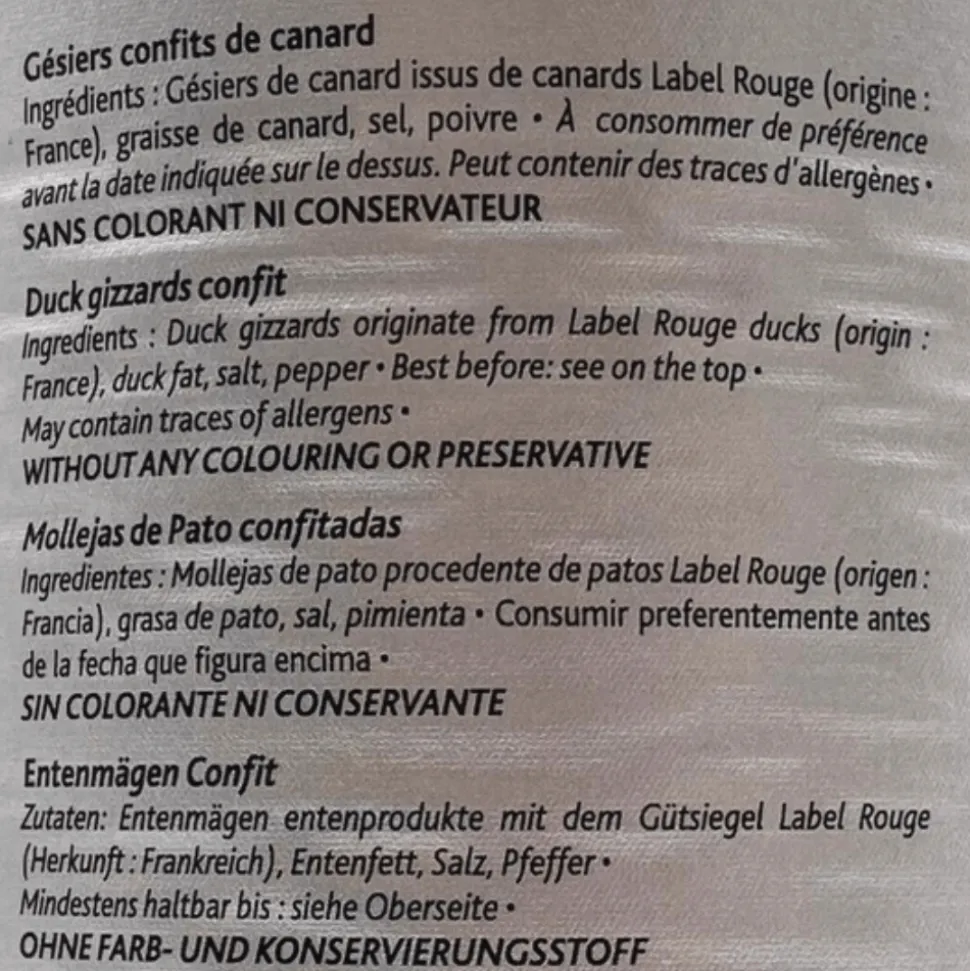 Gésiers confits de canard
Ingrédients : Gésiers de canard issus de canards Label Rouge (origine :
France), graisse de canard, sel, poivre • À consommer de préférence
avant la date indiquée sur le dessus. Peut contenir des traces d'allergènes •
SANS COLORANT NI CONSERVATEUR
Duck gizzards confit
Ingredients : Duck gizzards originate from Label Rouge ducks (origin :
France), duck fat, salt, pepper • Best before: see on the top •
May contain traces of allergens •
WITHOUT ANY COLOURING OR PRESERVATIVE
Mollejas de Pato confitadas
Ingredientes : Mollejas de pato procedente de patos Label Rouge (origen :
Francia), grasa de pato, sal, pimienta • Consumir preferentemente antes
de la fecha que figura encima •
SIN COLORANTE NI CONSERVANTE
Entenmägen Confit
Zutaten: Entenmägen entenprodukte mit dem Gütsiegel Label Rouge
(Herkunft : Frankreich), Entenfett, Salz, Pfeffer •
Mindestens haltbar bis : siehe Oberseite •
OHNE FARB- UND KONSERVIERUNGSSTOFF